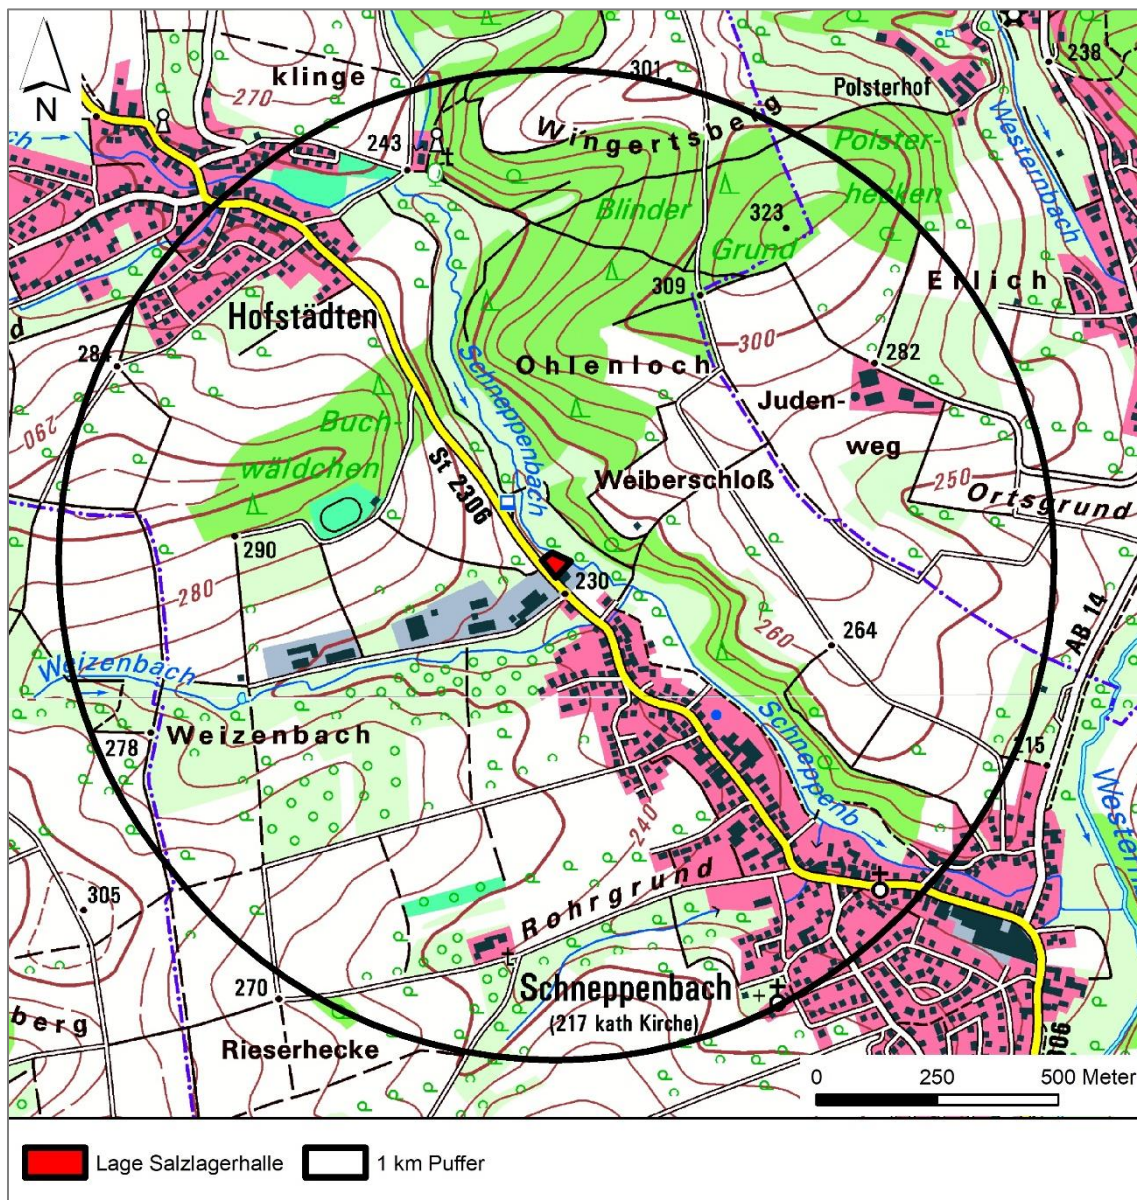 klinge
270
301
238
Polsterhof
N
Wingertsberg
243
Polster-
hecken
Westernbach
Blinder
323
Grund
Erlich
309
Hofstädten
d
284
300
282
Schneppenbach
Ohlenloch
Juden-
weg
290
Buch-
wäldchen
St 2306
Weiberschloß
250
Ortsgrund
290
230
280
260
264
AB 14
Weizenbach
278
Weizenbach
Schneppenb
215
240
305
Rohrgrund
270
Schneppenbach
(217 kath Kirche)
berg
Rieserhecke
0 250 500 Meter
Lage Salzlagerhalle 1 km Puffer